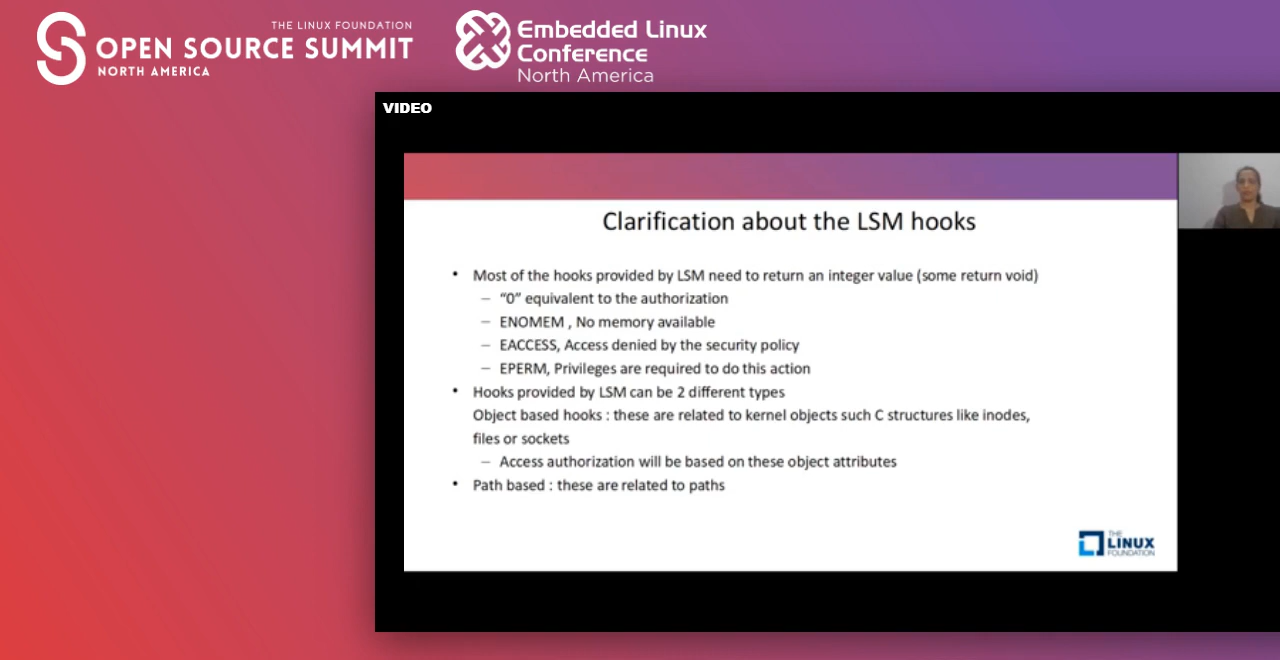 THE LINUX FOUNDATION
OPEN SOURCE SUMMIT
NORTH AMERICA
Embedded Linux
Conference
North America
VIDEO
Clarification about the LSM hooks
• Most of the hooks provided by LSM need to return an integer value (some return void)
– “0” equivalent to the authorization
– ENOMEM , No memory available
– EACCESS, Access denied by the security policy
– EPERM, Privileges are required to do this action
• Hooks provided by LSM can be 2 different types
Object based hooks : these are related to kernel objects such C structures like inodes,
files or sockets
– Access authorization will be based on these object attributes
• Path based : these are related to paths
THE
LINUX
FOUNDATION